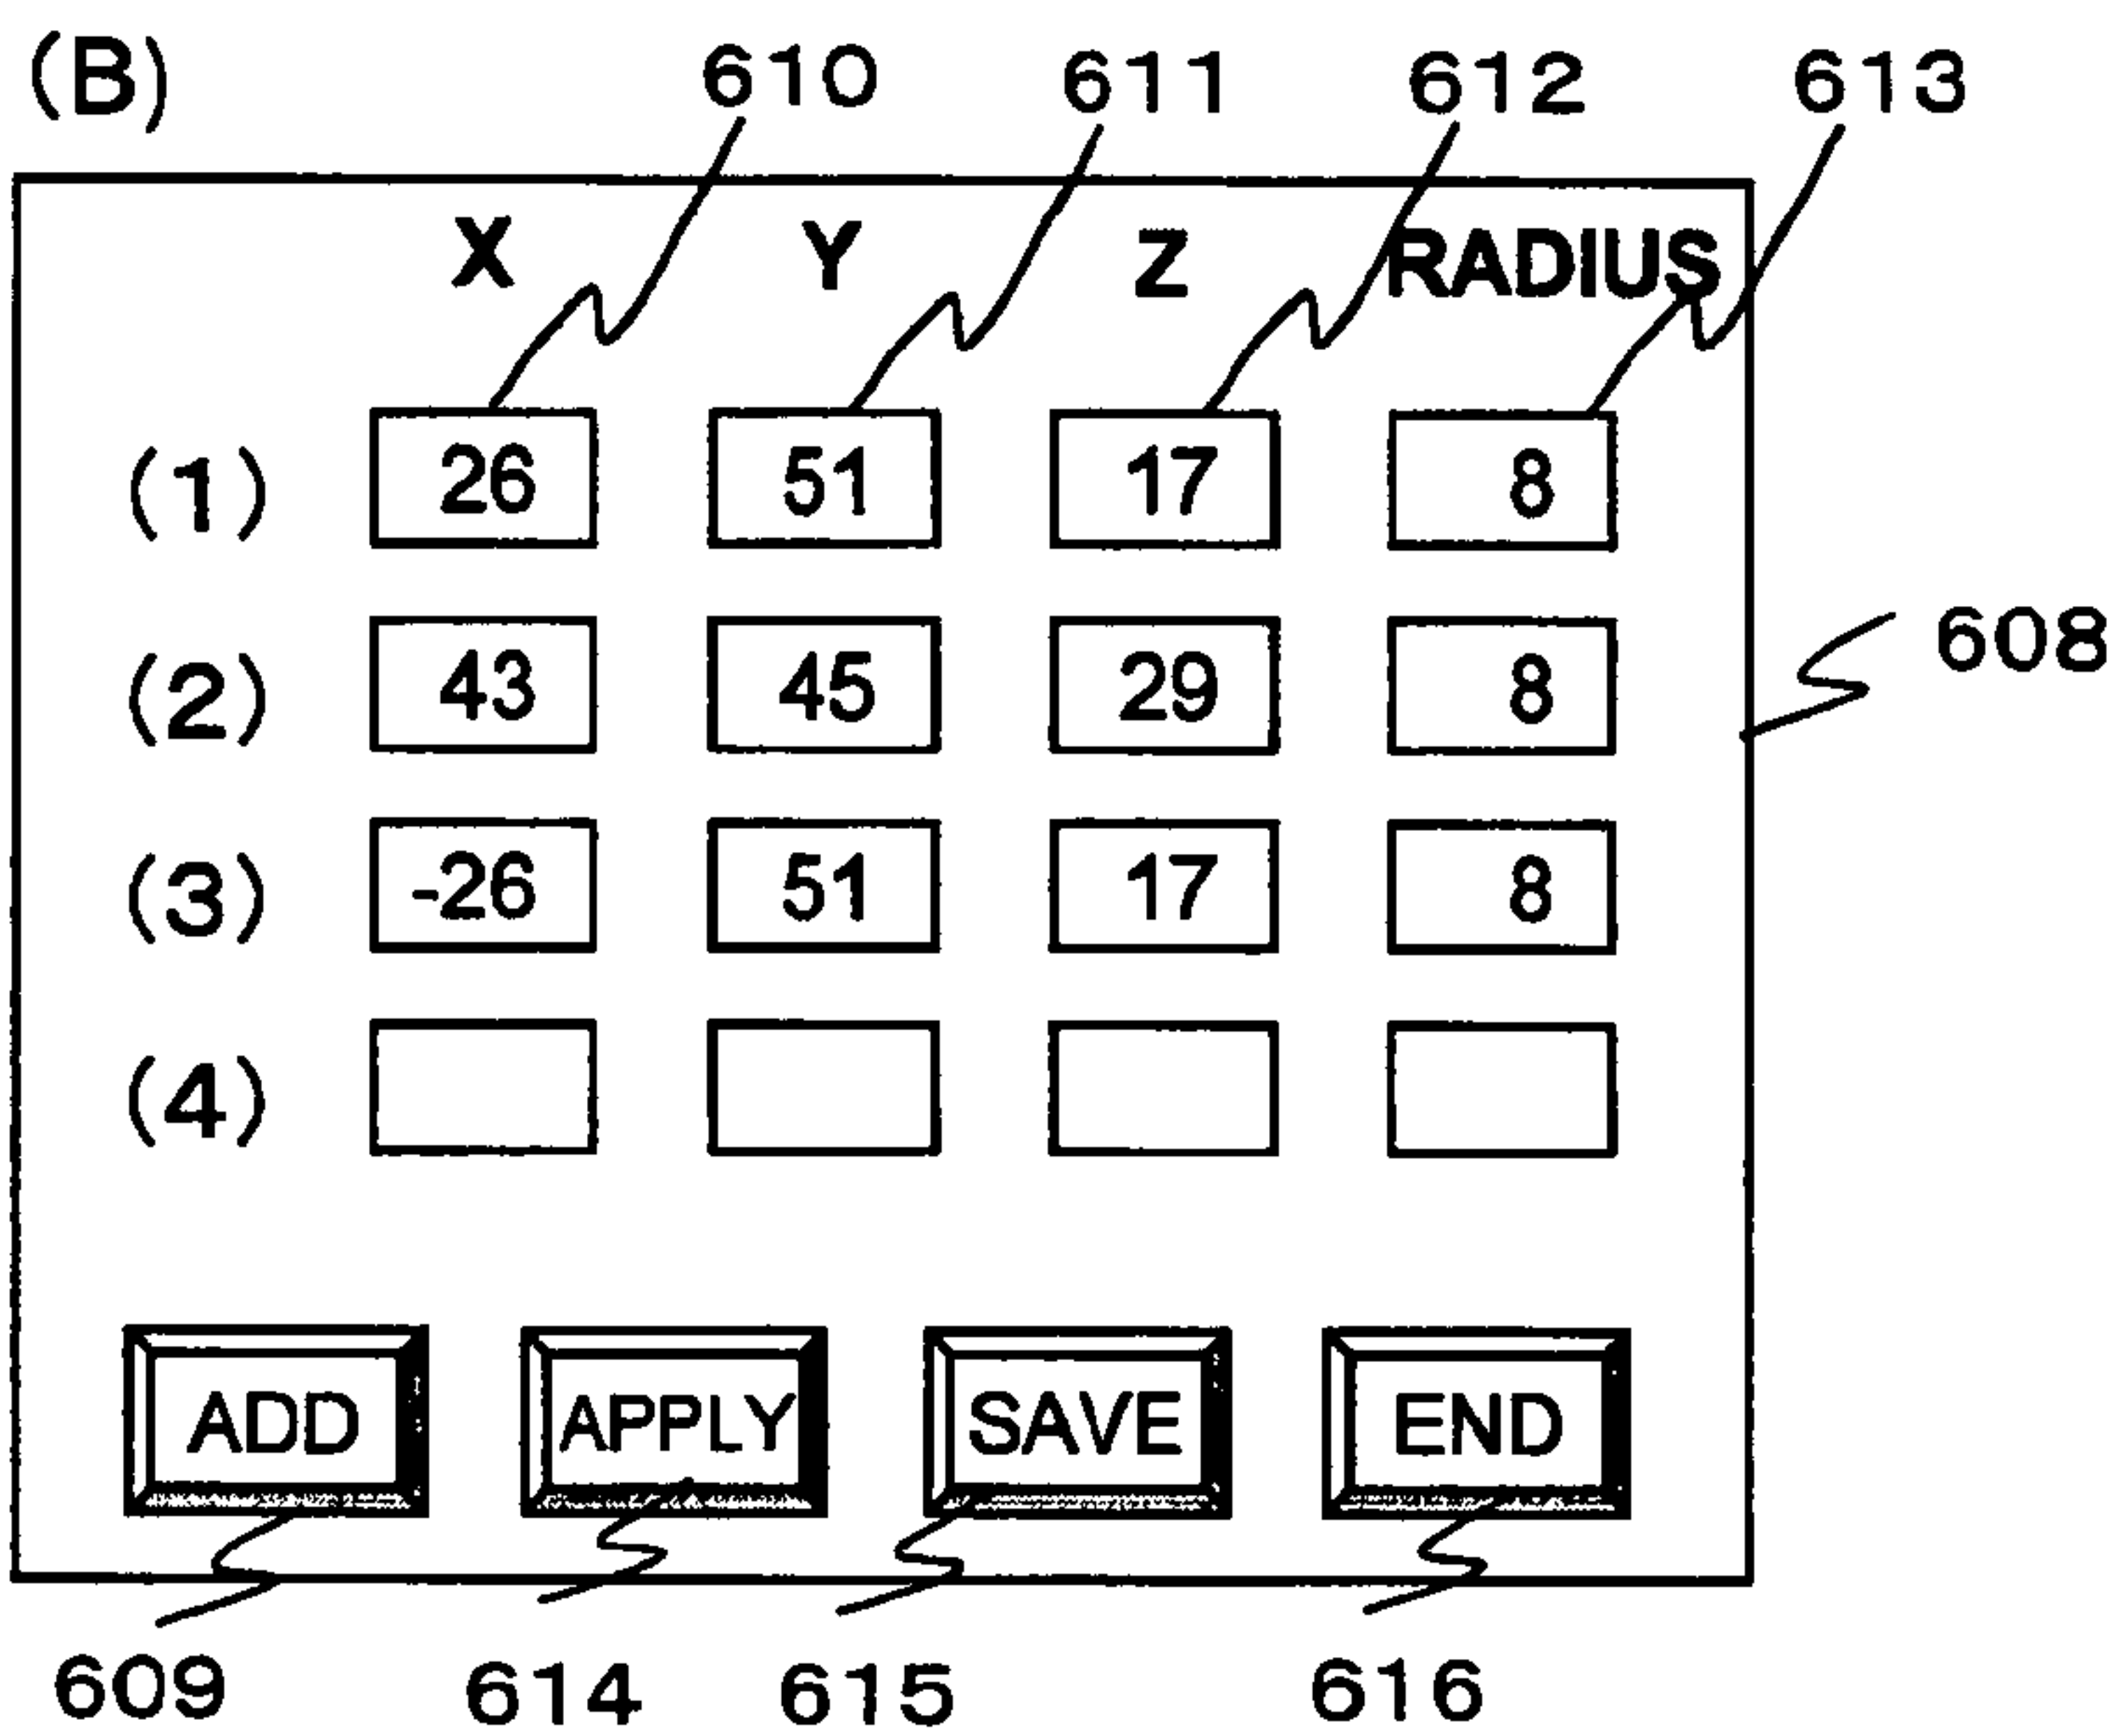 (B)
610 611 612 613
X Y Z RADIUS
(1) 26 51 17 8
608
(2) 43 45 29 8
(3) -26 51 17 8
(4)
ADD APPLY SAVE END
609 614 615 616